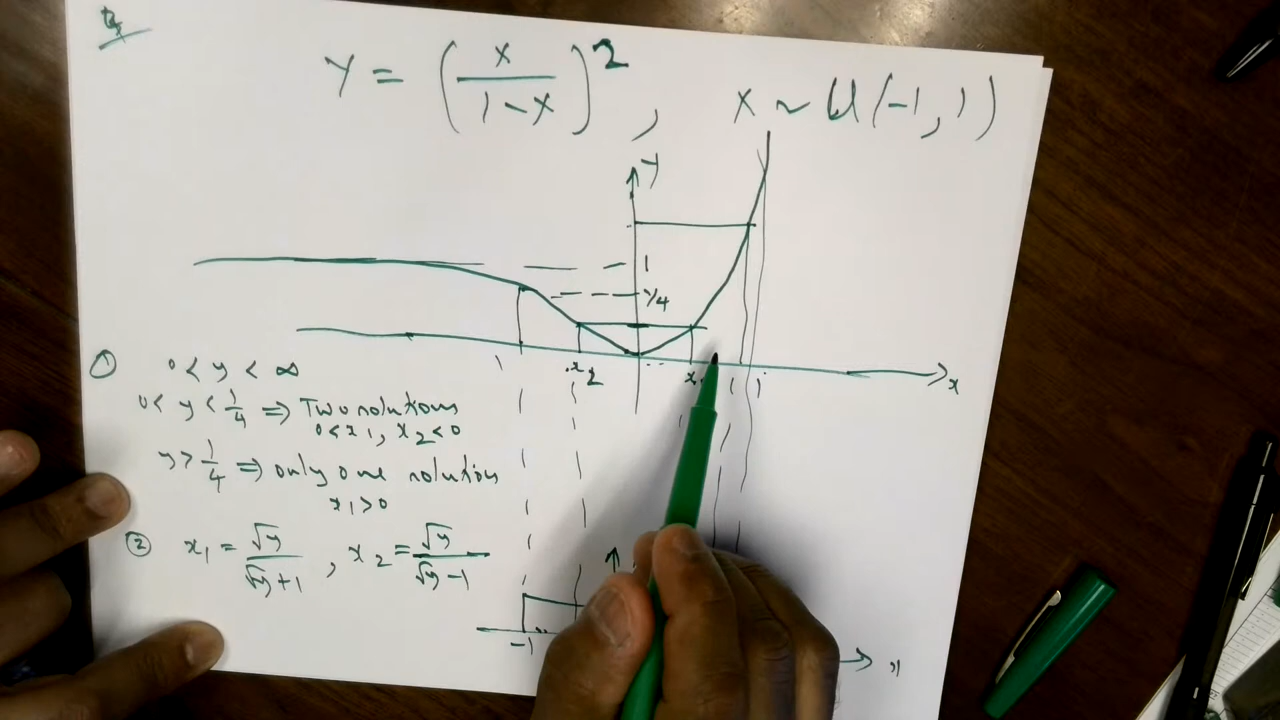 Y = (x / 1-x)^2 , X ~ U(-1, 1)
Y
1
1/4
x2 x1 1 x
① 0 < y < ∞
0 < y < 1/4 ⇒ Two solutions
0 < x1, x2 < 0
y > 1/4 ⇒ only one solution
x1 > 0
② x1 = √y / √y+1 , x2 = √y / √y-1
-1 x